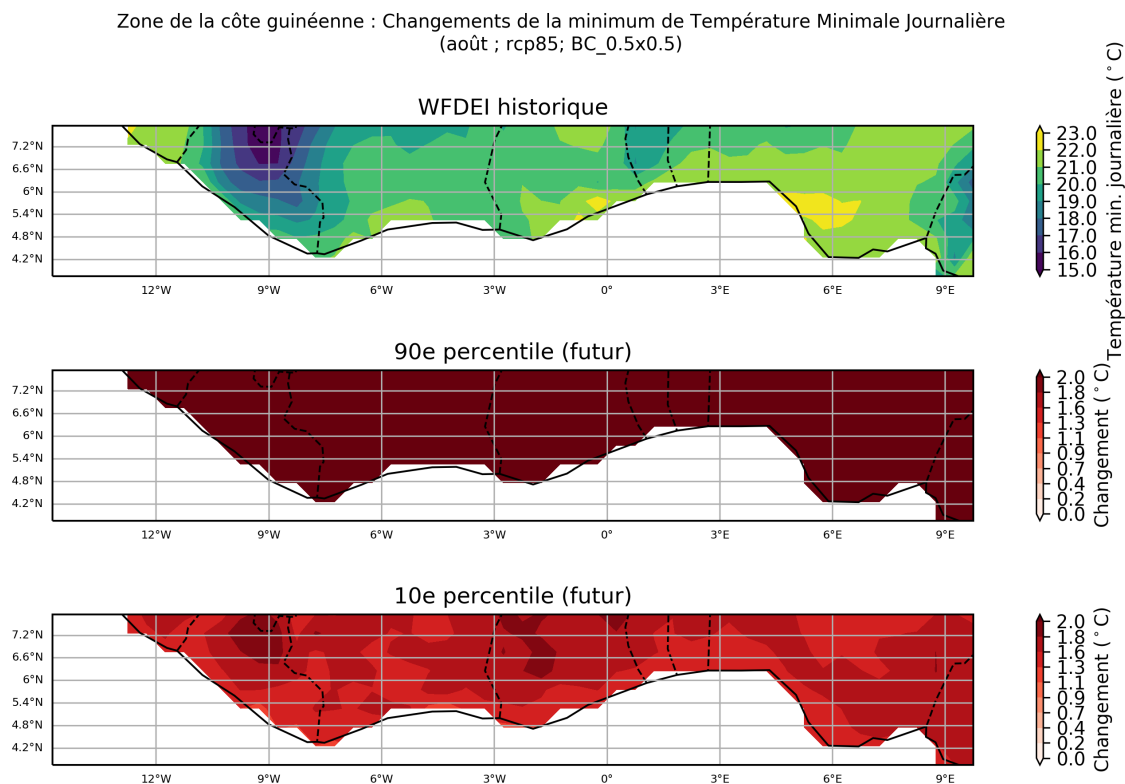 Zone de la côte guinéenne : Changements de la minimum de Température Minimale Journalière
(août ; rcp85; BC_0.5x0.5)
WFDEI historique
7.2°N
6.6°N
6°N
5.4°N
4.8°N
4.2°N
12°W 9°W 6°W 3°W 0° 3°E 6°E 9°E
23.0
22.0
21.0
20.0
19.0
18.0
17.0
16.0
15.0
Température min. journalière (°C)
90e percentile (futur)
7.2°N
6.6°N
6°N
5.4°N
4.8°N
4.2°N
12°W 9°W 6°W 3°W 0° 3°E 6°E 9°E
2.0
1.8
1.6
1.3
1.1
0.9
0.7
0.4
0.2
0.0
Changement (°C)
10e percentile (futur)
7.2°N
6.6°N
6°N
5.4°N
4.8°N
4.2°N
12°W 9°W 6°W 3°W 0° 3°E 6°E 9°E
2.0
1.8
1.6
1.3
1.1
0.9
0.7
0.4
0.2
0.0
Changement (°C)